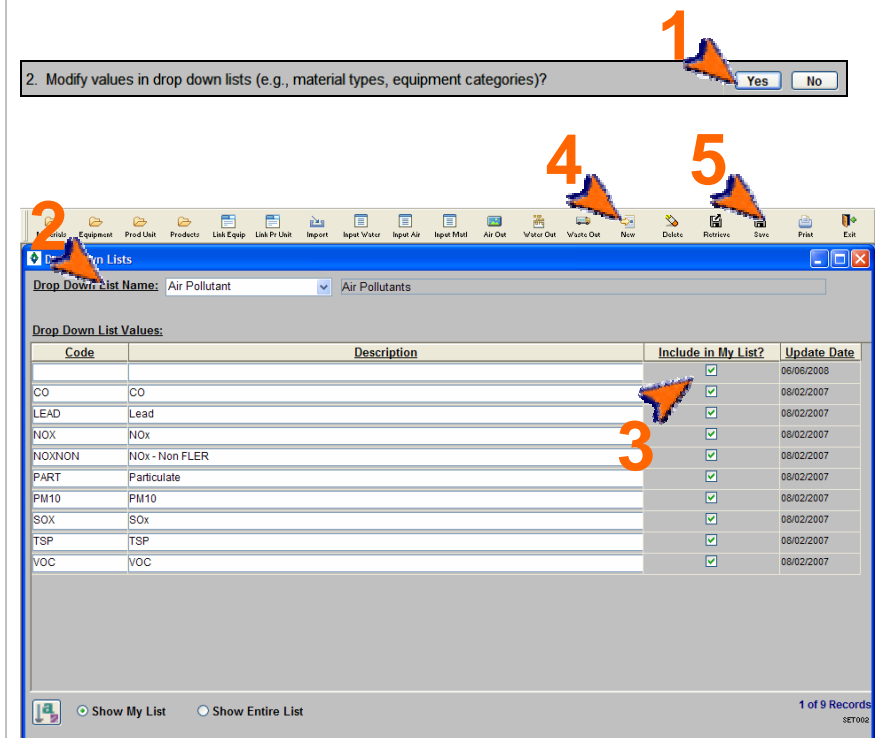 1
2. Modify values in drop down lists (e.g., material types, equipment categories)? Yes No
4 5
2
Equipment Prod Unit Products Link Equip Link Pr Unit Import Input Water Input Air Input Matl Air Out Water Out Waste Out New Delete Retrieve Save Print Exit
Lists
Drop Down List Name: Air Pollutant Air Pollutants
Drop Down List Values:
Code Description Include in My List? Update Date
06/06/2008
CO CO 08/02/2007
LEAD Lead 08/02/2007
3
NOX NOx 08/02/2007
NOXNON NOx - Non FLER 08/02/2007
PART Particulate 08/02/2007
PM10 PM10 08/02/2007
SOX SOx 08/02/2007
TSP TSP 08/02/2007
VOC VOC 08/02/2007
Show My List Show Entire List 1 of 9 Records
SET002